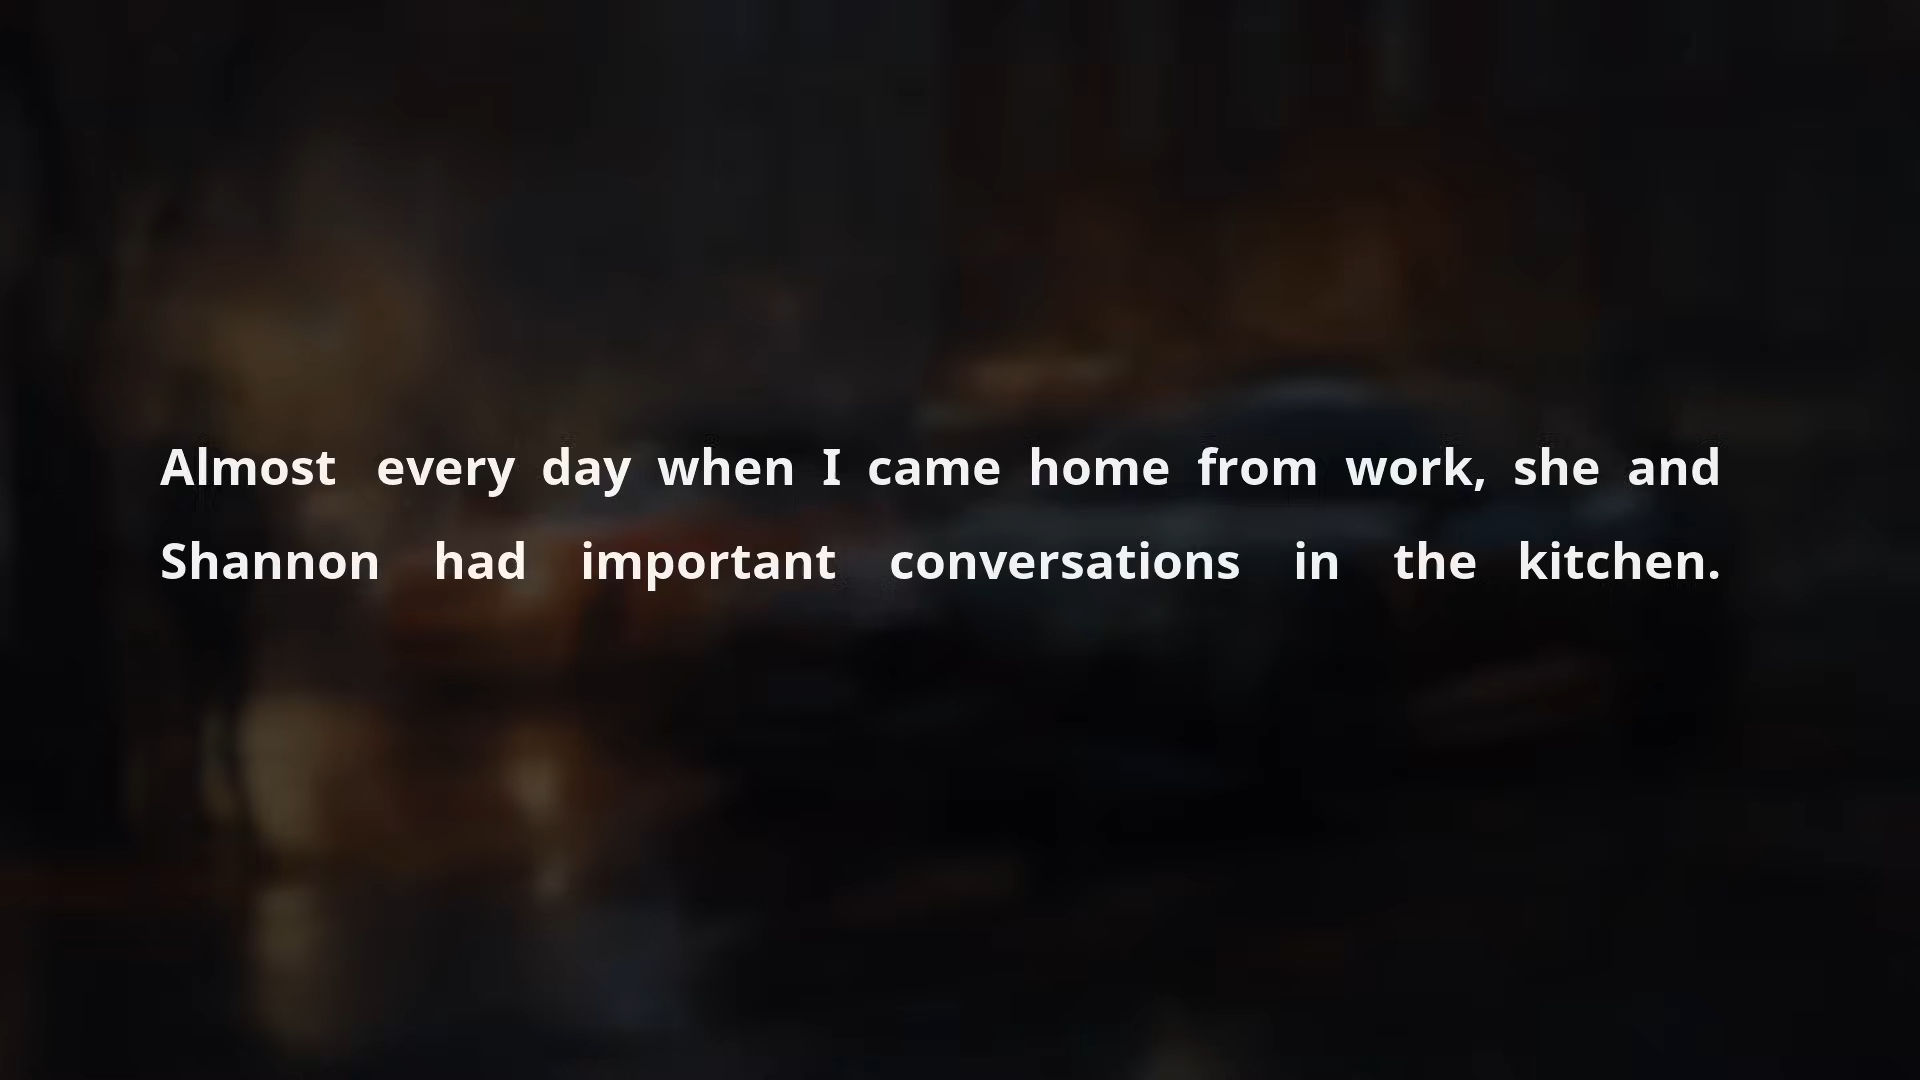 Almost every day when I came home from work, she and
Shannon had important conversations in the kitchen.